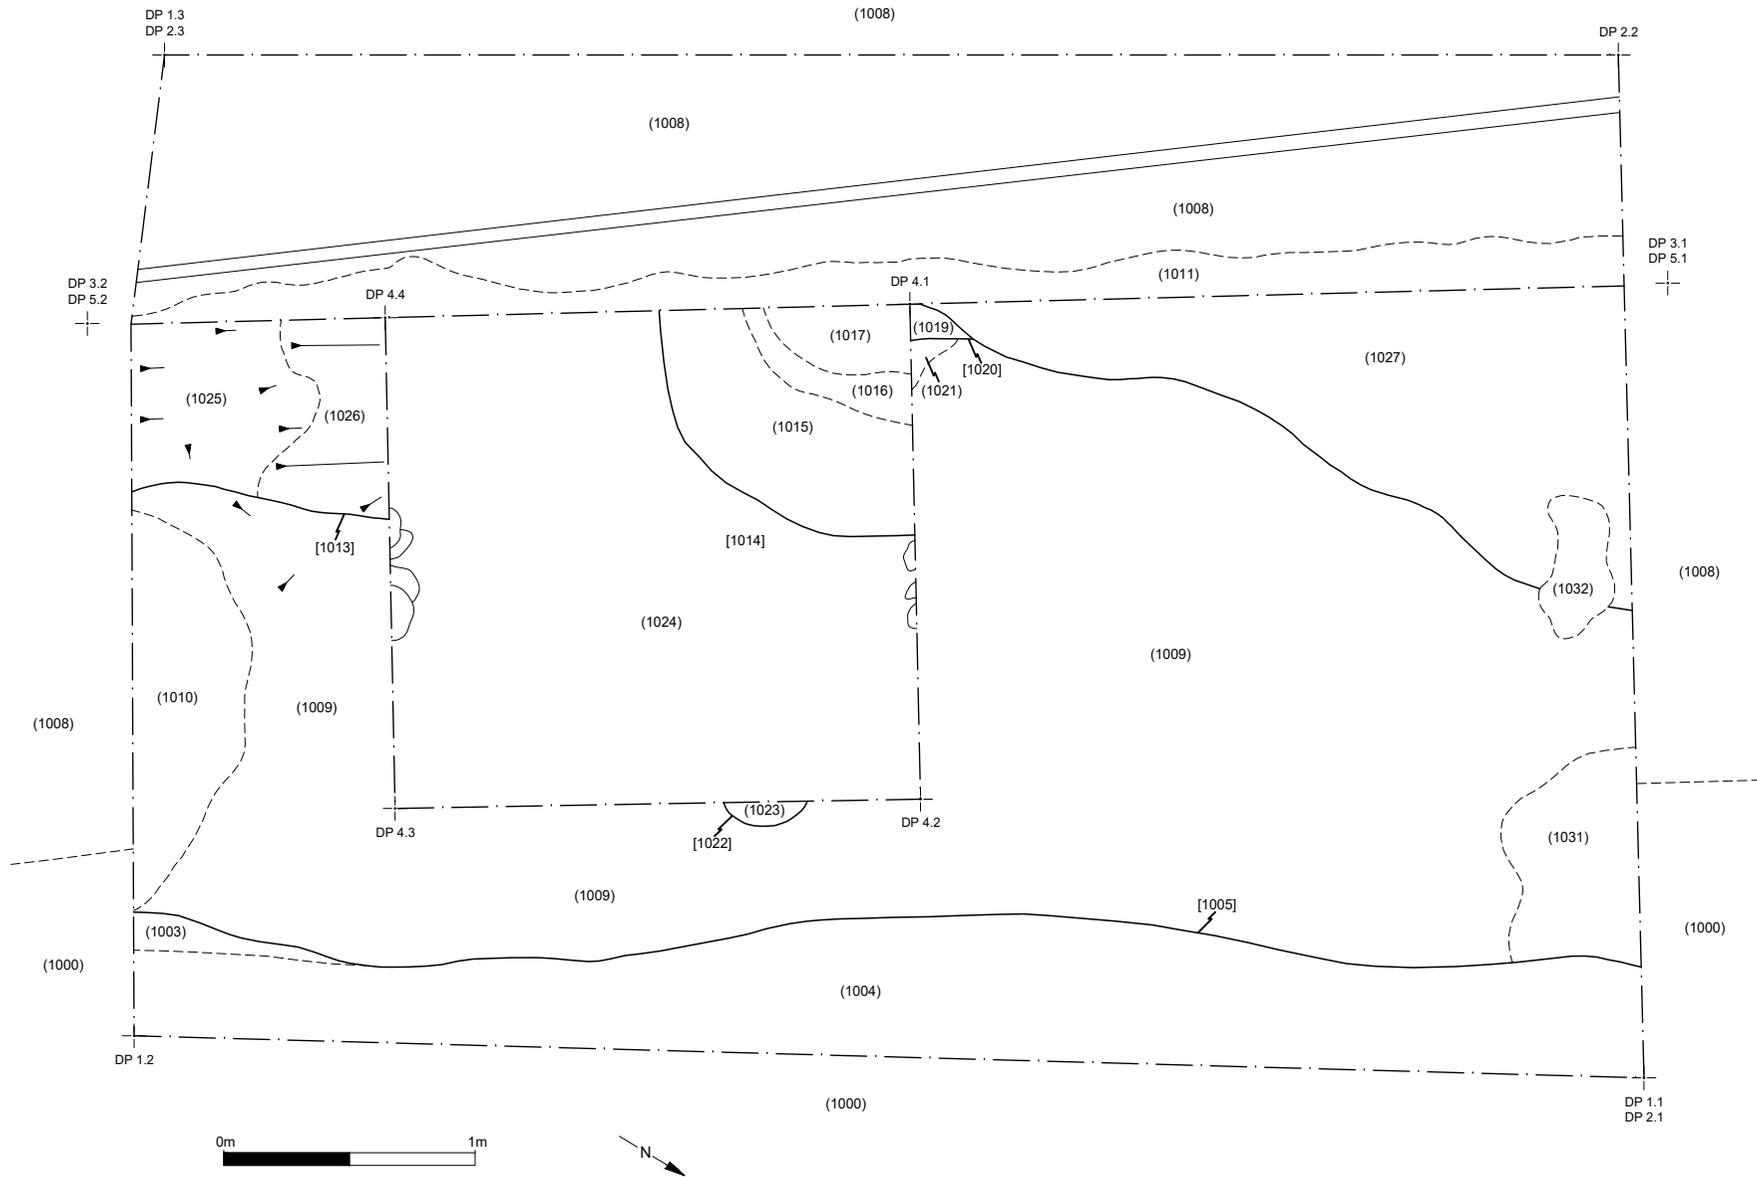 DP 1.3
DP 2.3
(1008)
DP 2.2
(1008)
(1008)
DP 3.1
DP 5.1
(1011)
DP 3.2
DP 5.2
DP 4.4
DP 4.1
(1017)
(1019)
(1027)
[1020]
(1025)
(1026)
(1016)
(1021)
(1015)
[1013]
[1014]
(1008)
(1032)
(1024)
(1009)
(1010)
(1009)
(1008)
(1023)
DP 4.3
DP 4.2
[1022]
(1031)
(1009)
[1005]
(1003)
(1000)
(1000)
(1004)
DP 1.2
(1000)
DP 1.1
DP 2.1
0m
1m
N